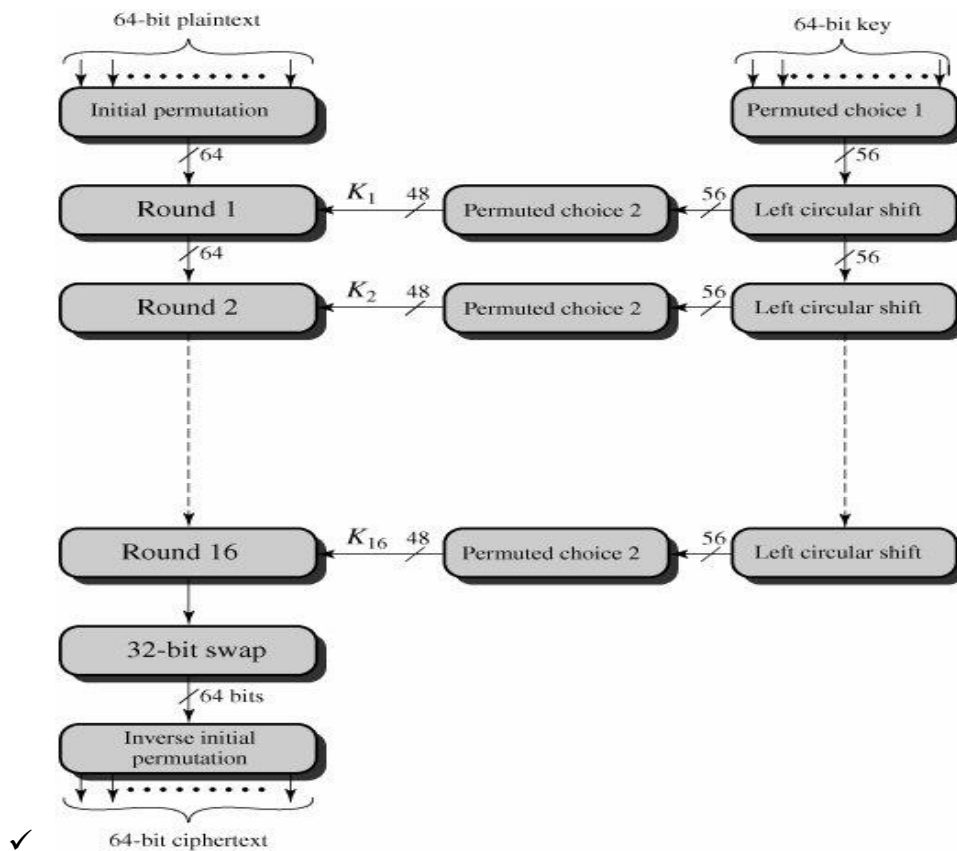 64-bit plaintext 64-bit key
Initial permutation Permuted choice 1
64 56
Round 1 K1 48 Permuted choice 2 56 Left circular shift
64 56
Round 2 K2 48 Permuted choice 2 56 Left circular shift
Round 16 K16 48 Permuted choice 2 56 Left circular shift
32-bit swap
64 bits
Inverse initial
permutation
✓ 64-bit ciphertext